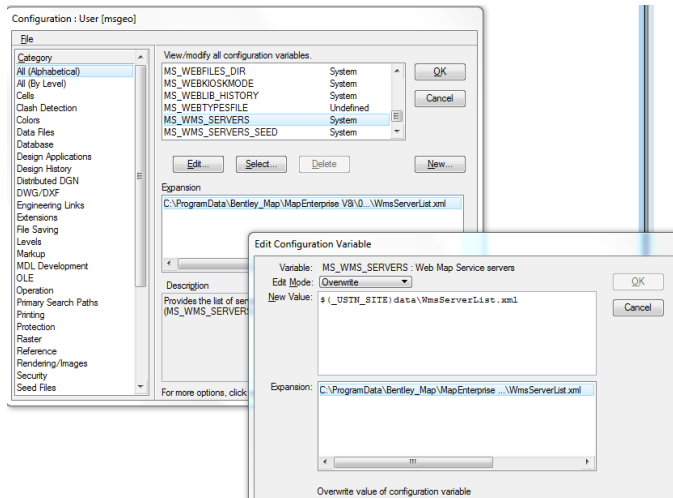 Configuration : User [msgeo]
File
Category
All (Alphabetical)
All (By Level)
Cells
Clash Detection
Colors
Data Files
Database
Design Applications
Design History
Distributed DGN
DWG/DXF
Engineering Links
Extensions
File Saving
Levels
Markup
MDL Development
OLE
Operation
Primary Search Paths
Printing
Protection
Raster
Reference
Rendering/Images
Security
Seed Files
View/modify all configuration variables.
MS_WEBFILES_DIR System
MS_WEBKIOSKMODE System
MS_WEBLIB_HISTORY System
MS_WEBTYPESFILE Undefined
MS_WMS_SERVERS System
MS_WMS_SERVERS_SEED System
OK
Cancel
Edit... Select... Delete New...
Expansion
C:\ProgramData\Bentley_Map\MapEnterprise V8i\0...\WmsServerList.xml
Description
Provides the list of ser
(MS_WMS_SERVERS
For more options, click
Edit Configuration Variable
Variable: MS_WMS_SERVERS : Web Map Service servers
Edit Mode: Overwrite
New Value: $(_USTN_SITE)data\WmsServerList.xml
OK
Cancel
Expansion: C:\ProgramData\Bentley_Map\MapEnterprise ...\WmsServerList.xml
Overwrite value of configuration variable